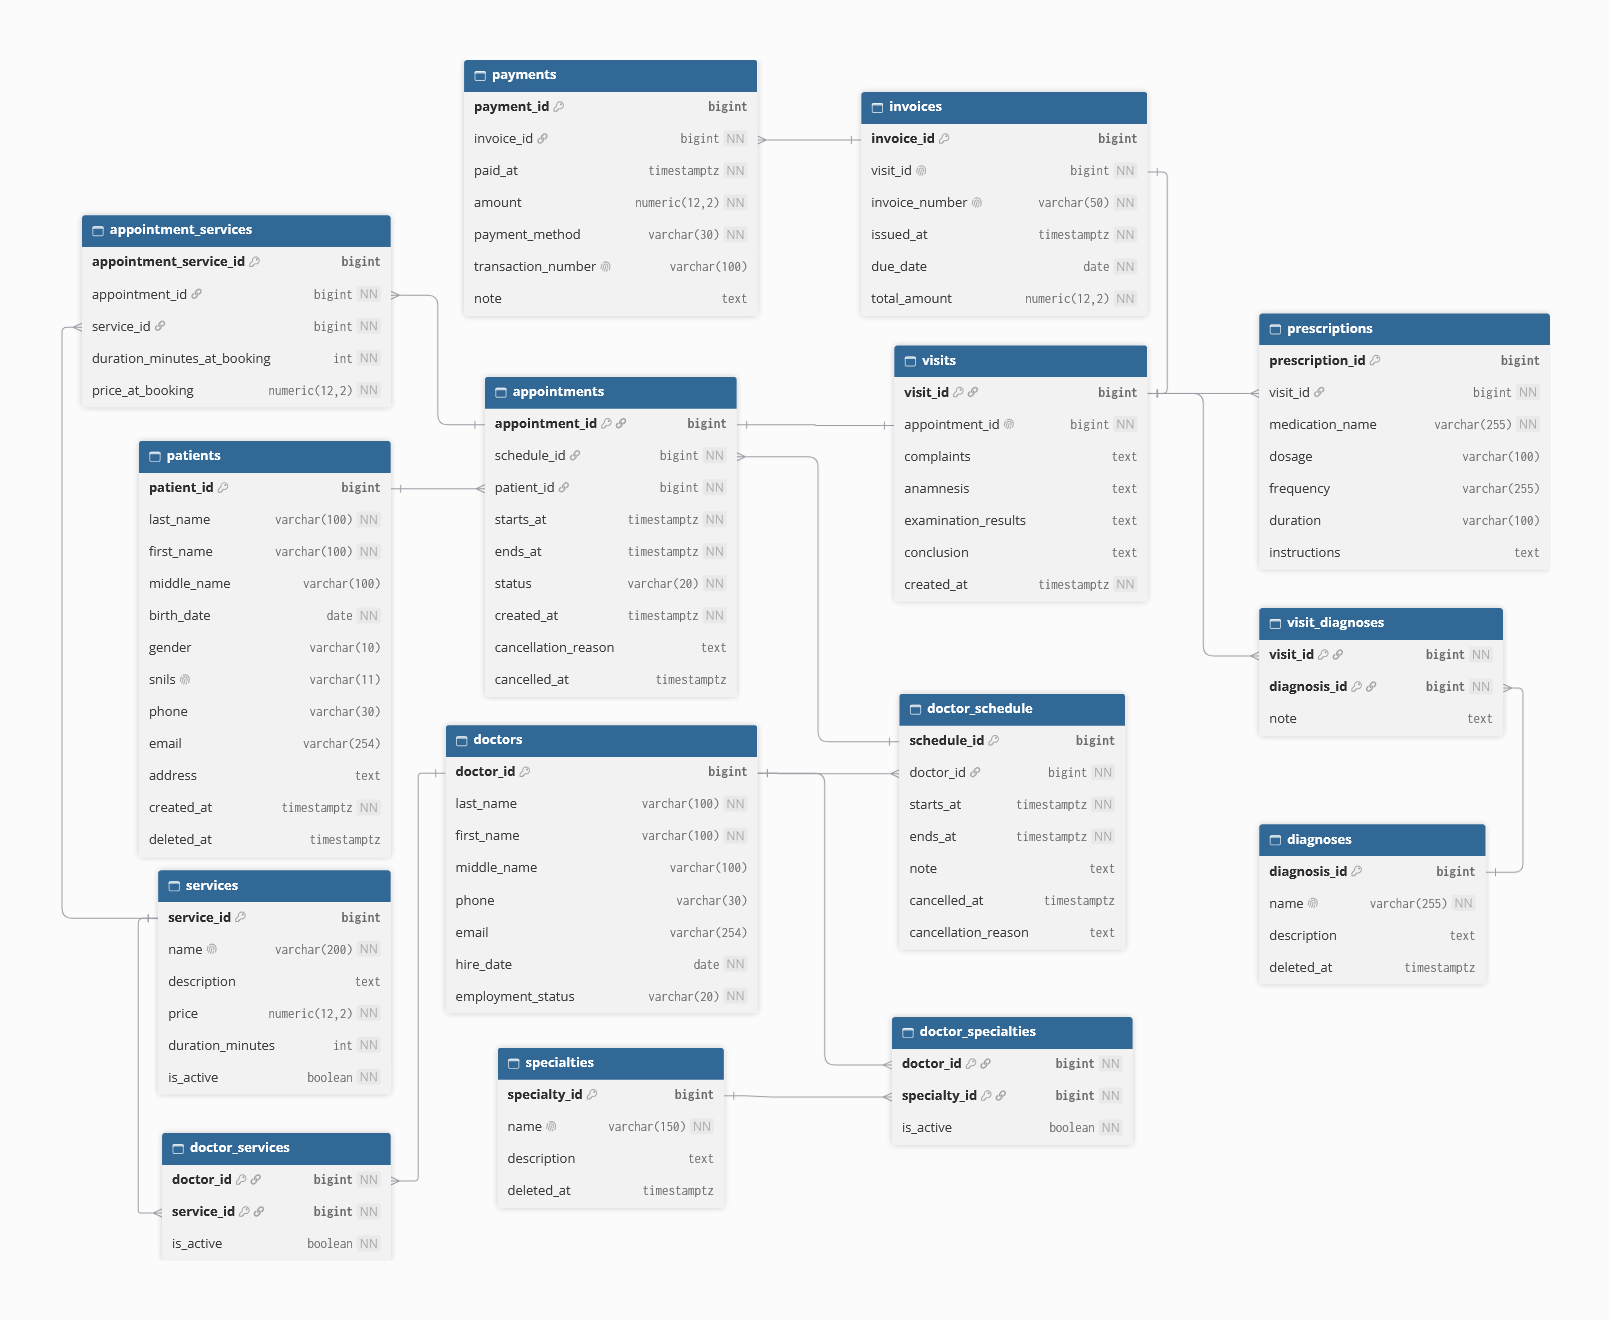 payments
payment_id bigint
invoice_id bigint NN
paid_at timestamptz NN
amount numeric(12,2) NN
payment_method varchar(30) NN
transaction_number varchar(100)
note text
invoices
invoice_id bigint
visit_id bigint NN
invoice_number varchar(50) NN
issued_at timestamptz NN
due_date date NN
total_amount numeric(12,2) NN
appointment_services
appointment_service_id bigint
appointment_id bigint NN
service_id bigint NN
duration_minutes_at_booking int NN
price_at_booking numeric(12,2) NN
prescriptions
prescription_id bigint
visit_id bigint NN
medication_name varchar(255) NN
dosage varchar(100)
frequency varchar(255)
duration varchar(100)
instructions text
visits
visit_id bigint
appointment_id bigint NN
complaints text
anamnesis text
examination_results text
conclusion text
created_at timestamptz NN
appointments
appointment_id bigint
schedule_id bigint NN
patient_id bigint NN
starts_at timestamptz NN
ends_at timestamptz NN
status varchar(20) NN
created_at timestamptz NN
cancellation_reason text
cancelled_at timestamptz
patients
patient_id bigint
last_name varchar(100) NN
first_name varchar(100) NN
middle_name varchar(100)
birth_date date NN
gender varchar(10)
snils varchar(11)
phone varchar(30)
email varchar(254)
address text
created_at timestamptz NN
deleted_at timestamptz
visit_diagnoses
visit_id bigint NN
diagnosis_id bigint NN
note text
doctor_schedule
schedule_id bigint
doctor_id bigint NN
starts_at timestamptz NN
ends_at timestamptz NN
note text
cancelled_at timestamptz
cancellation_reason text
doctors
doctor_id bigint
last_name varchar(100) NN
first_name varchar(100) NN
middle_name varchar(100)
phone varchar(30)
email varchar(254)
hire_date date NN
employment_status varchar(20) NN
diagnoses
diagnosis_id bigint
name varchar(255) NN
description text
deleted_at timestamptz
services
service_id bigint
name varchar(200) NN
description text
price numeric(12,2) NN
duration_minutes int NN
is_active boolean NN
doctor_specialties
doctor_id bigint NN
specialty_id bigint NN
is_active boolean NN
specialties
specialty_id bigint
name varchar(150) NN
description text
deleted_at timestamptz
doctor_services
doctor_id bigint NN
service_id bigint NN
is_active boolean NN